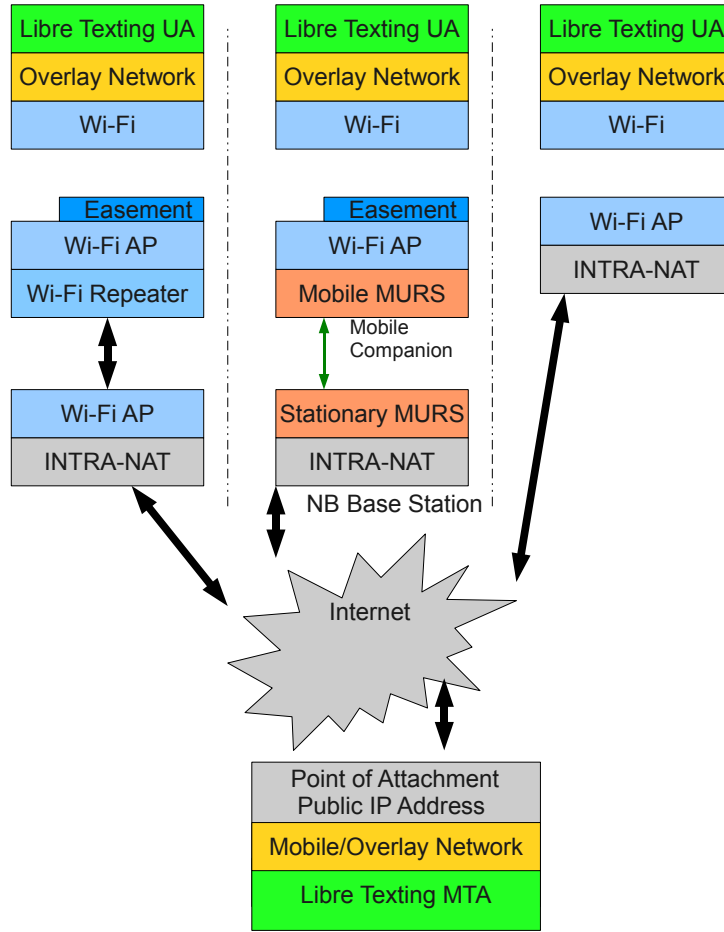 Libre Texting UA
Overlay Network
Wi-Fi
Easement
Wi-Fi AP
Wi-Fi Repeater
Wi-Fi AP
INTRA-NAT
Libre Texting UA
Overlay Network
Wi-Fi
Easement
Wi-Fi AP
Mobile MURS
Mobile
Companion
Stationary MURS
INTRA-NAT
NB Base Station
Libre Texting UA
Overlay Network
Wi-Fi
Wi-Fi AP
INTRA-NAT
Internet
Point of Attachment
Public IP Address
Mobile/Overlay Network
Libre Texting MTA